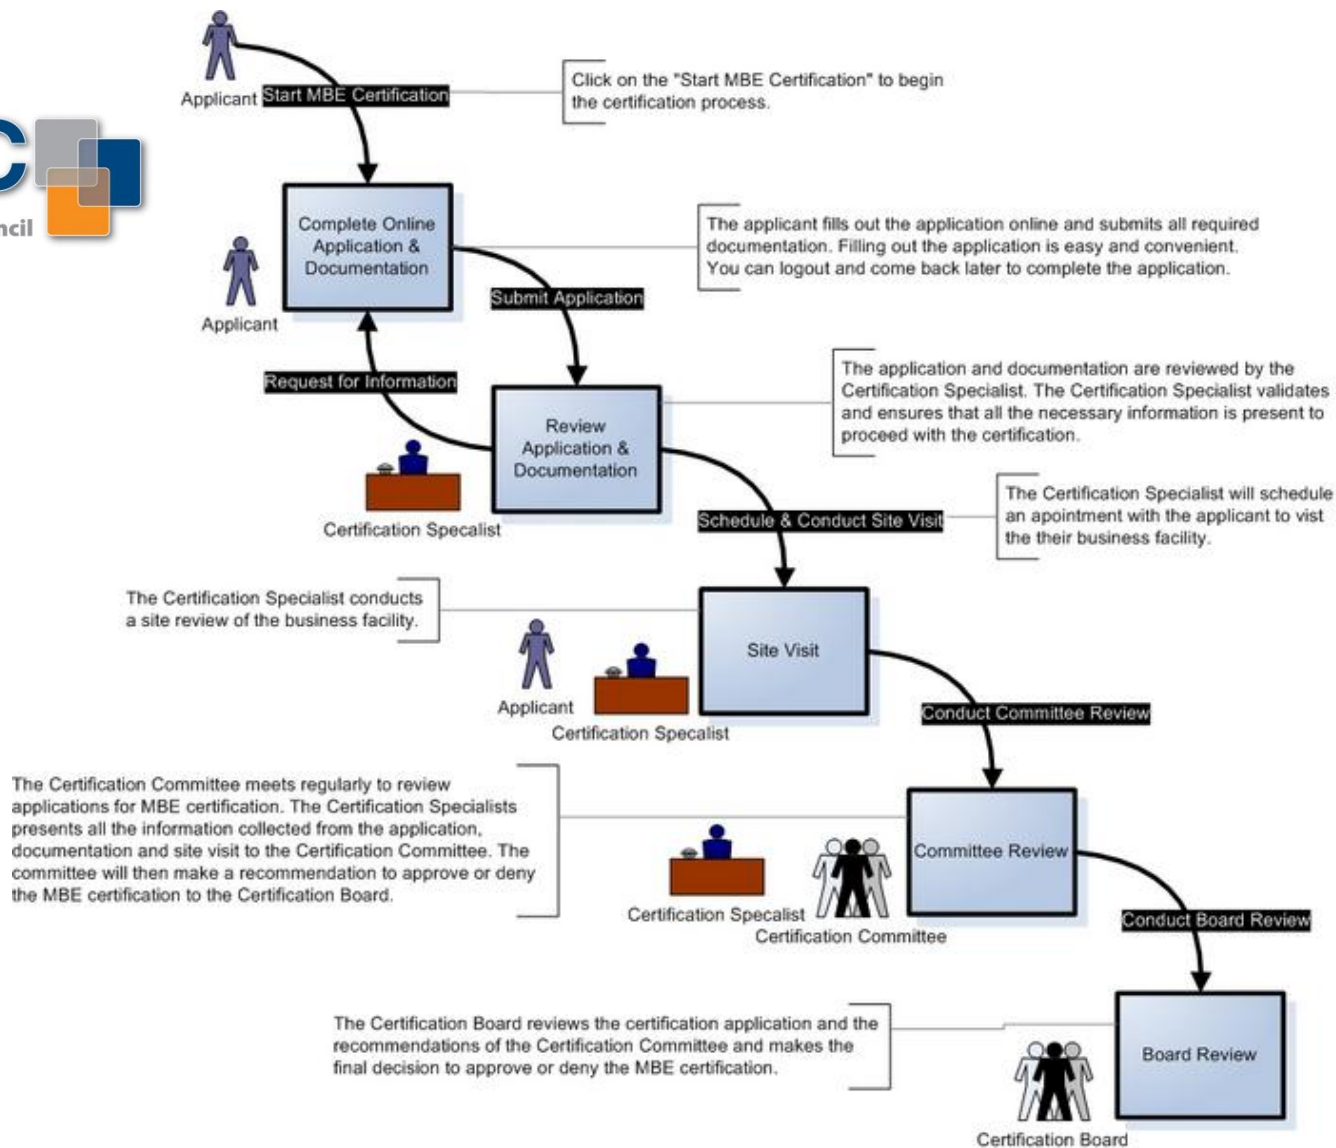 Applicant
Start MBE Certification
Click on the "Start MBE Certification" to begin
the certification process.
C
ncil
Complete Online
Application &
Documentation
Applicant
The applicant fills out the application online and submits all required
documentation. Filling out the application is easy and convenient.
You can logout and come back later to complete the application.
Submit Application
Request for Information
Review
Application &
Documentation
The application and documentation are reviewed by the
Certification Specialist. The Certification Specialist validates
and ensures that all the necessary information is present to
proceed with the certification.
Certification Specalist
Schedule & Conduct Site Visit
The Certification Specialist will schedule
an apointment with the applicant to vist
the their business facility.
The Certification Specialist conducts
a site review of the business facility.
Applicant
Certification Specalist
Site Visit
Conduct Committee Review
The Certification Committee meets regularly to review
applications for MBE certification. The Certification Specialists
presents all the information collected from the application,
documentation and site visit to the Certification Committee. The
committee will then make a recommendation to approve or deny
the MBE certification to the Certification Board.
Certification Specalist
Certification Committee
Committee Review
Conduct Board Review
The Certification Board reviews the certification application and the
recommendations of the Certification Committee and makes the
final decision to approve or deny the MBE certification.
Certification Board
Board Review